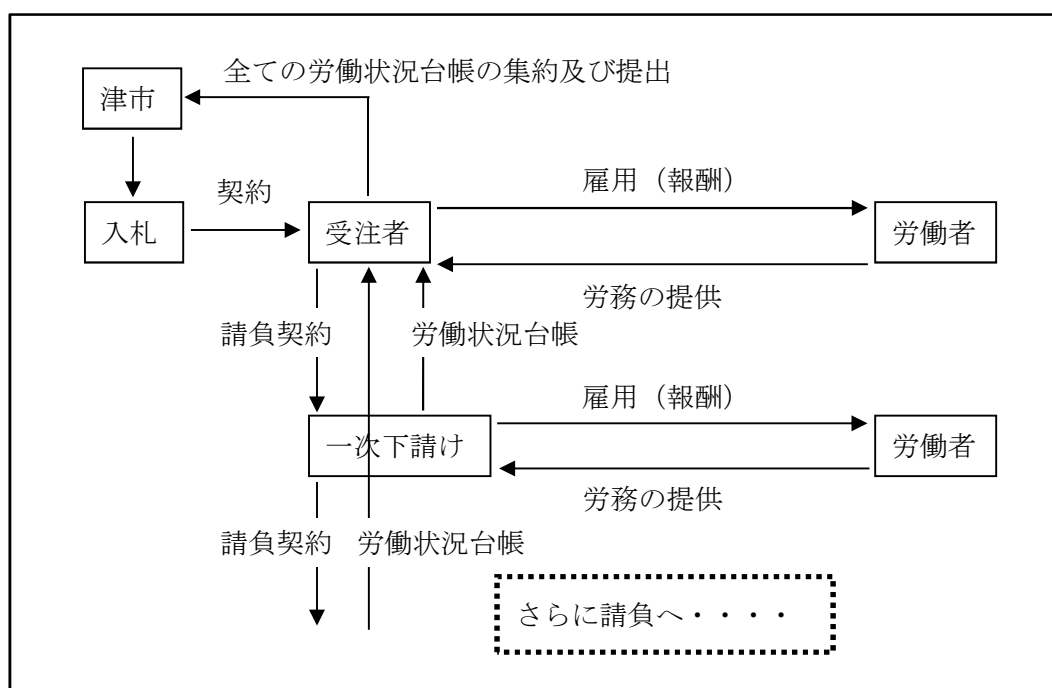 全ての労働状況台帳の集約及び提出
津市
契約
雇用（報酬）
入札
受注者
労働者
労務の提供
請負契約
労働状況台帳
雇用（報酬）
一次下請け
労働者
労務の提供
請負契約
労働状況台帳
さらに請負へ・・・・